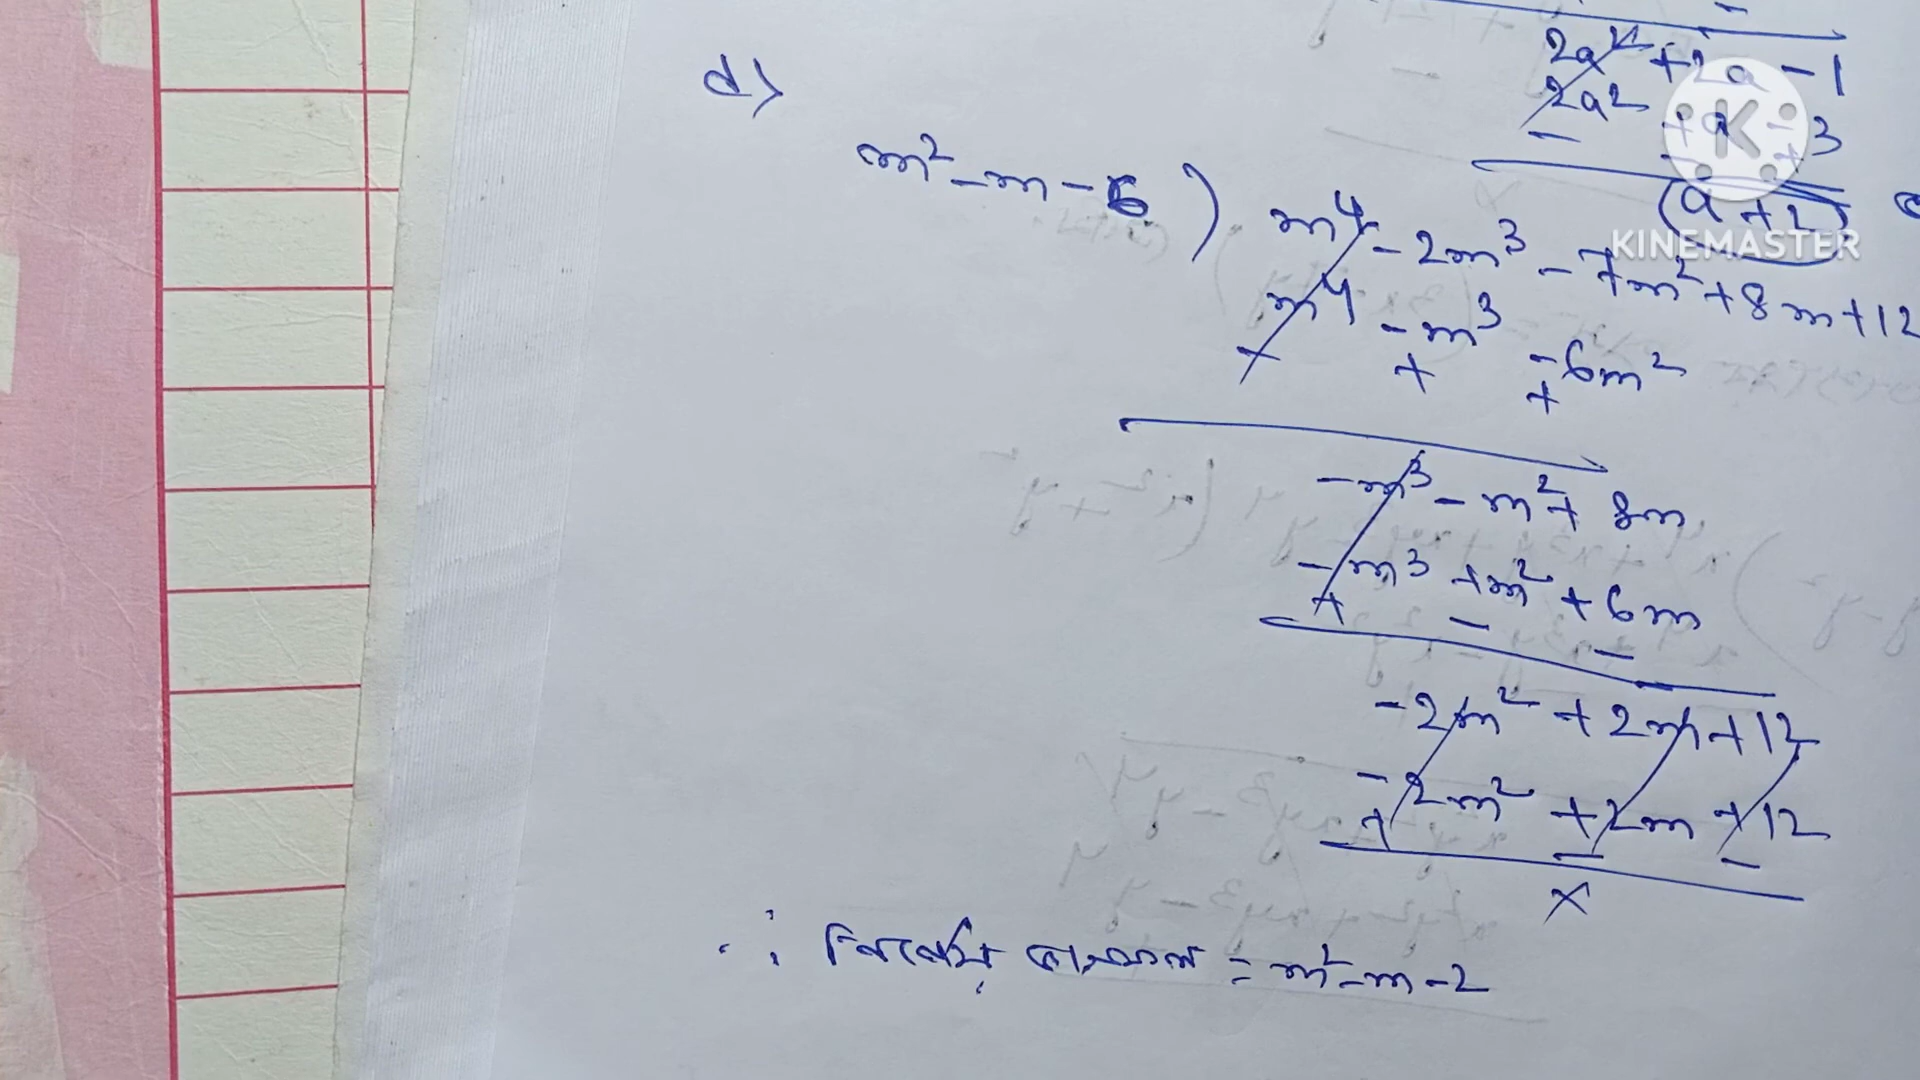 2a² + 2a - 1
2a² + a - 3
(a + 2)
KINEMASTER
d)
m² - m - 6 ) m⁴ - 2m³ - 7m² + 8m + 12
m⁴ - m³ - 6m²
+ +
- m³ - m² + 8m
- m³ + m² + 6m
+ - -
- 2m² + 2m + 12
- 2m² + 2m + 12
+ - -
×
∴ নির্ণেয় ভাগফল = m² - m - 2